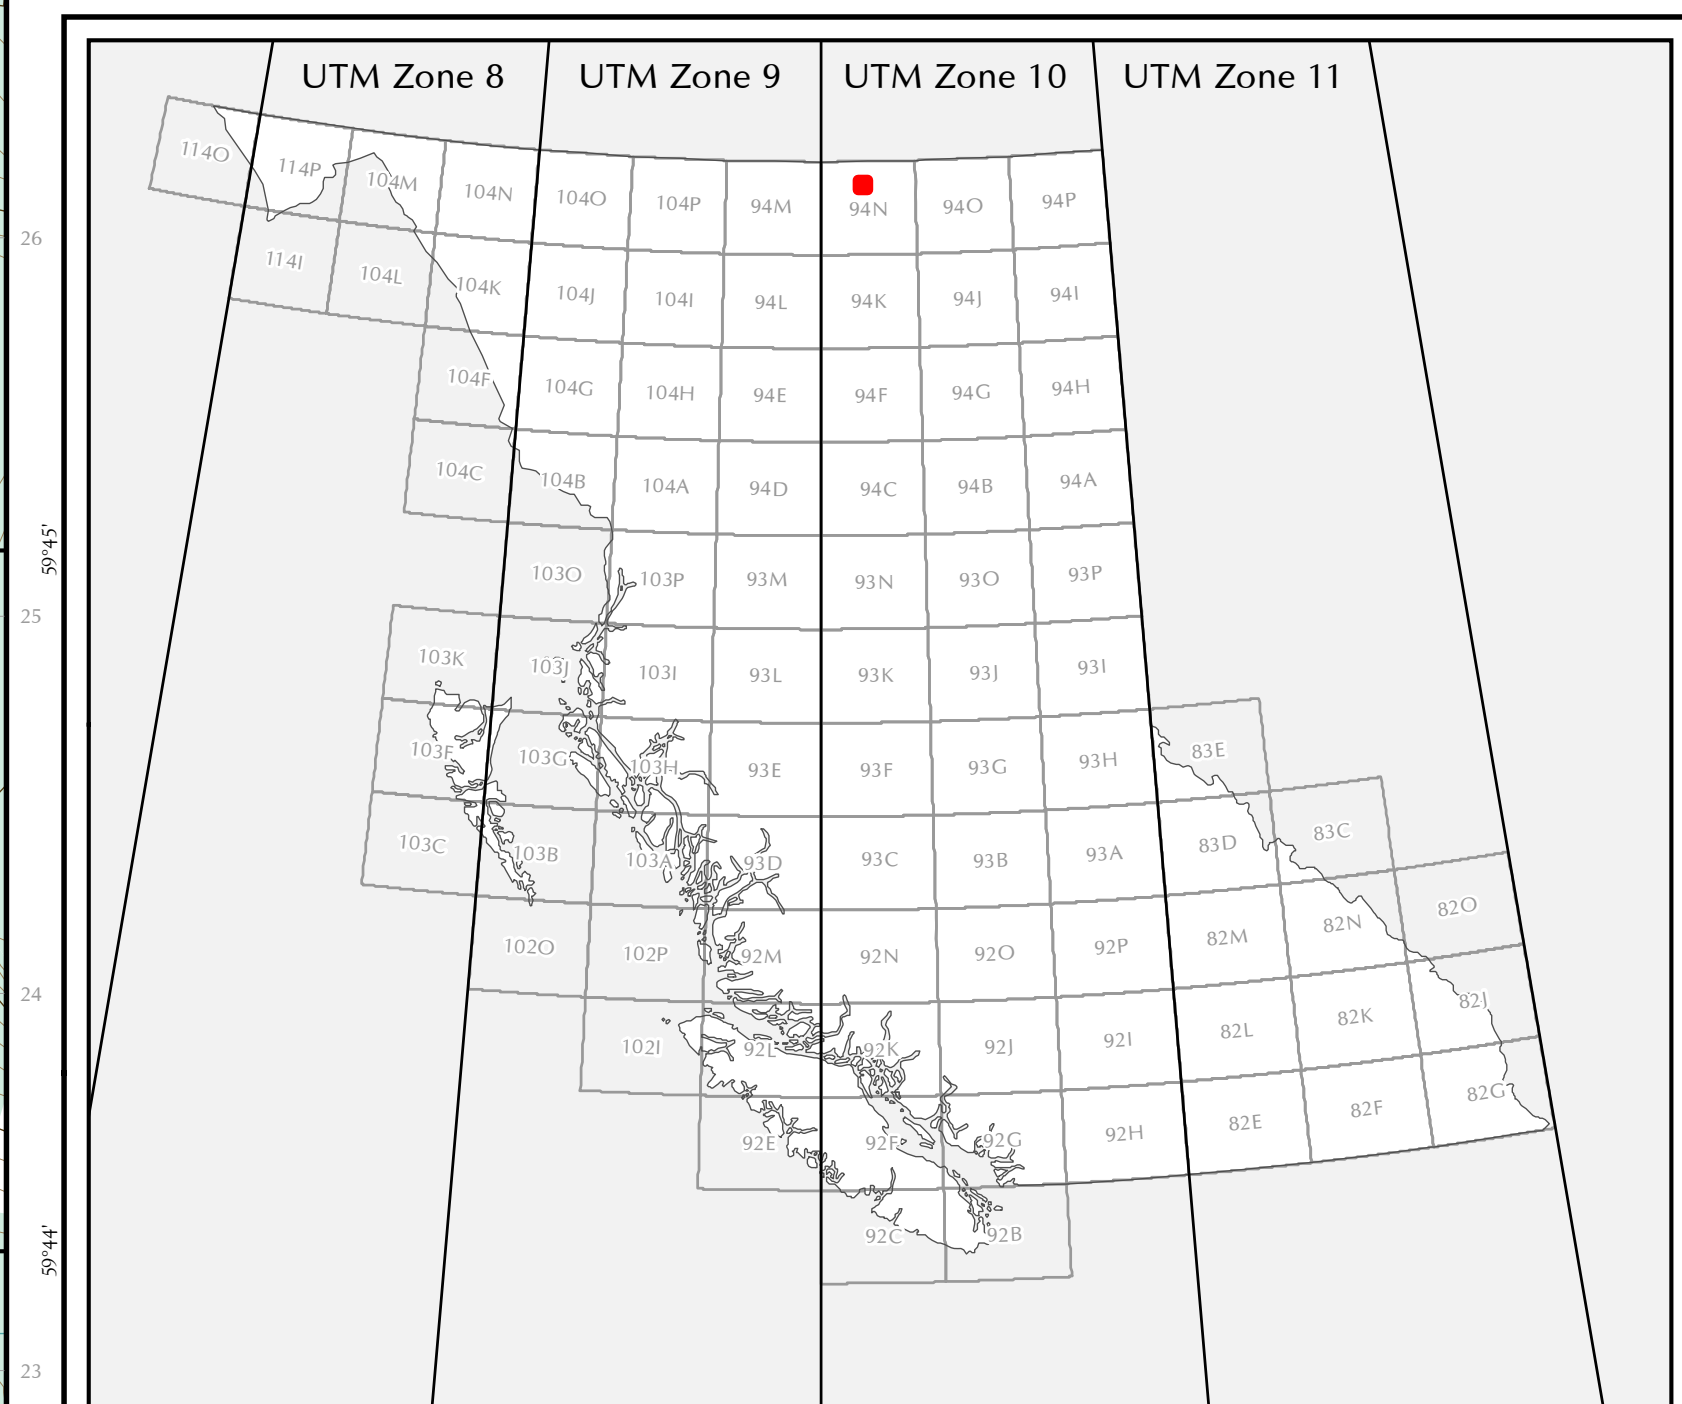 UTM Zone 8 UTM Zone 9 UTM Zone 10 UTM Zone 11
114O 114P 104M 104N 104O 104P 94M 94N 94O 94P
26
114I 104L 104K 104J 104I 94L 94K 94J 94I
104F 104G 104H 94E 94F 94G 94H
104C 104B 104A 94D 94C 94B 94A
59°45'
103O 103P 93M 93N 93O 93P
25
103K 103J 103I 93L 93K 93J 93I
103F 103G 103H 93E 93F 93G 93H 83E
103C 103B 103A 93D 93C 93B 93A 83D 83C
102O 102P 92M 92N 92O 92P 82M 82N 82O
24
102I 92L 92K 92J 92I 82L 82K 82J
92E 92F 92G 92H 82E 82F 82G
59°44'
92C 92B
23